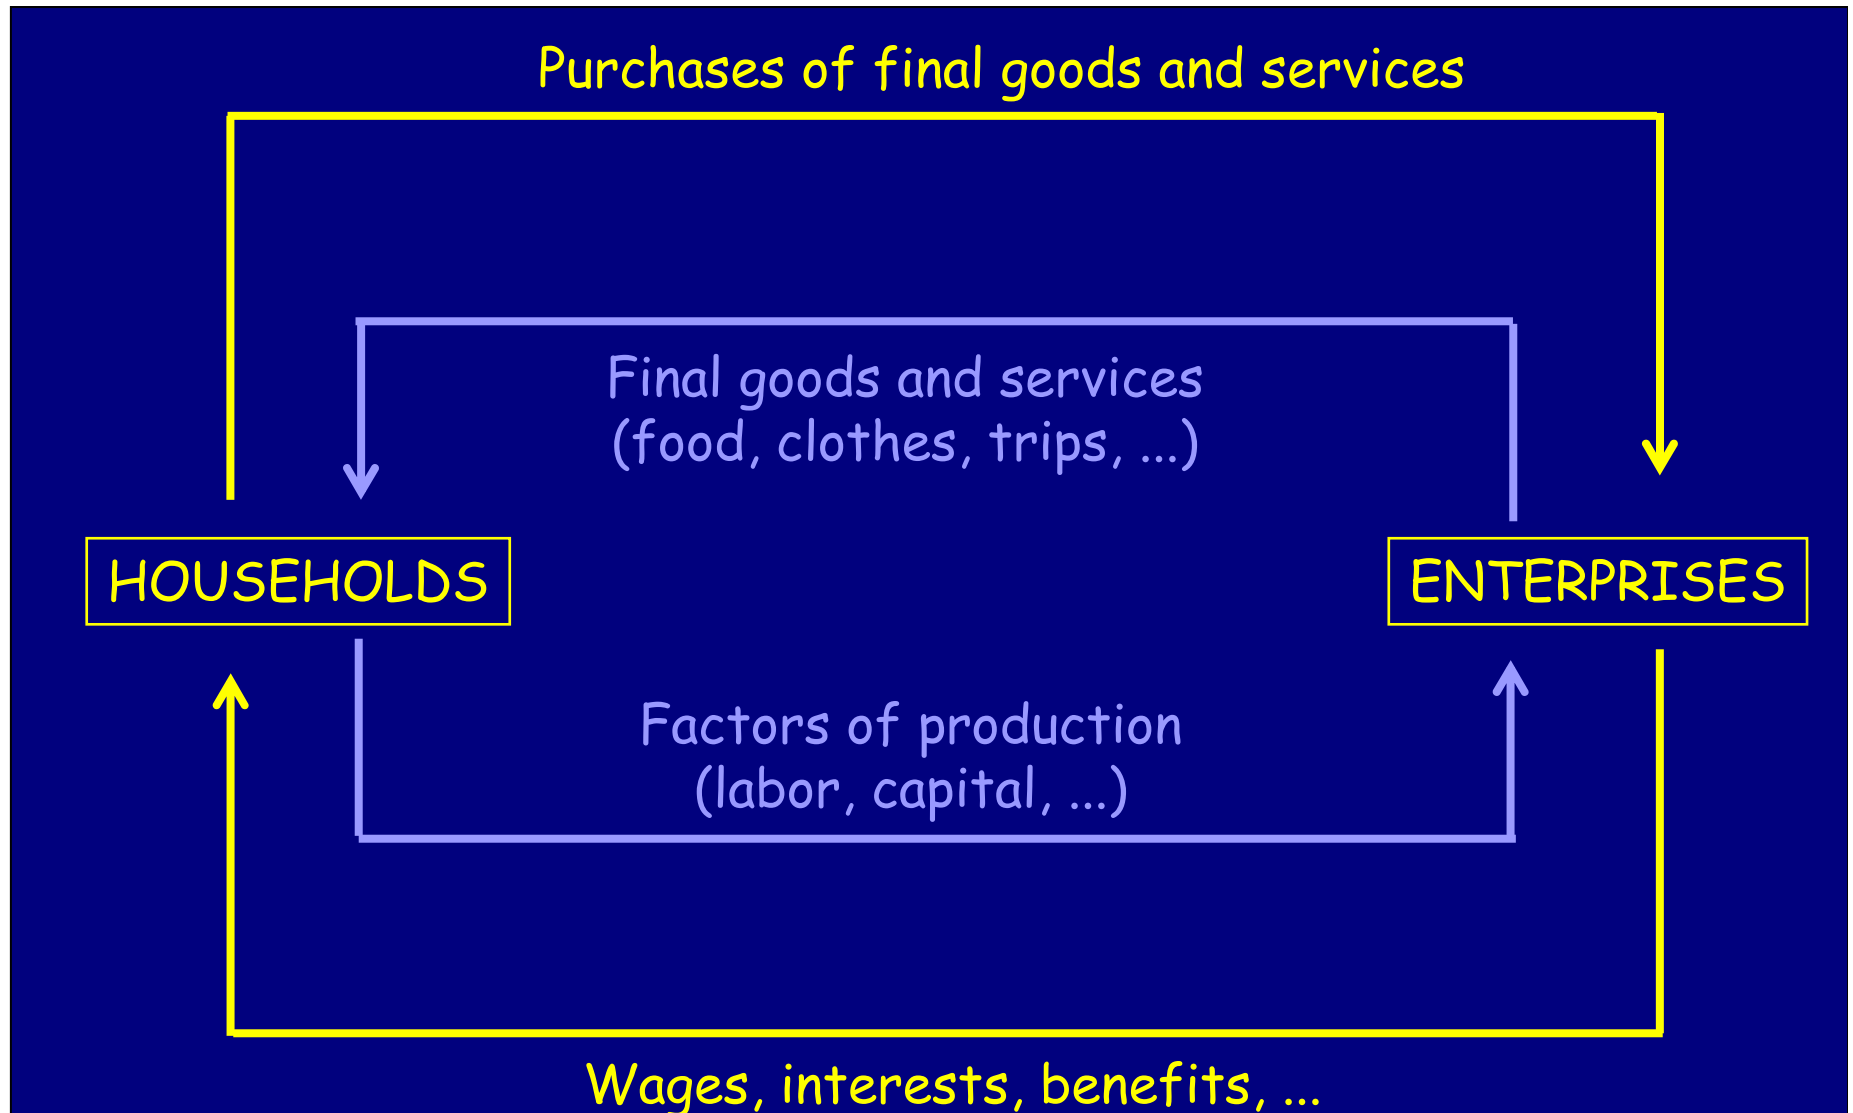 Purchases of final goods and services
Final goods and services
(food, clothes, trips, ...)
HOUSEHOLDS
ENTERPRISES
Factors of production
(labor, capital, ...)
Wages, interests, benefits, ...